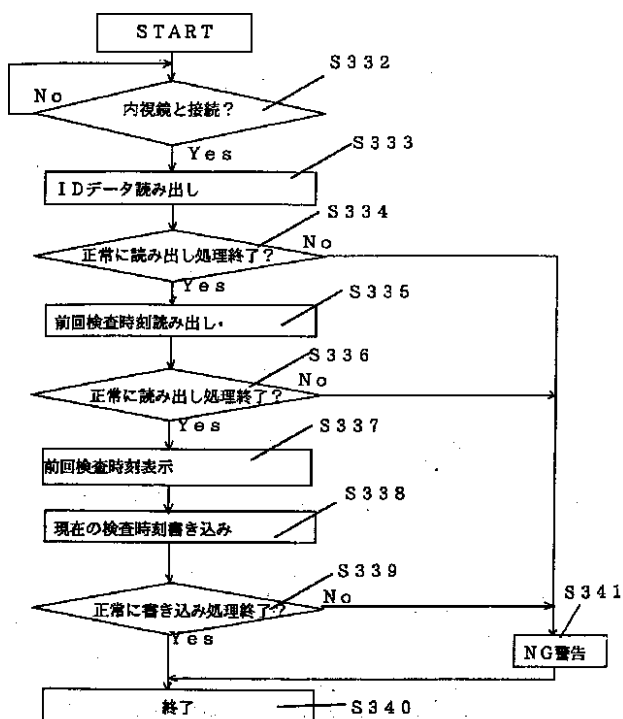 START
S332
No
内視鏡と接続?
Yes
S333
IDデータ読み出し
S334
正常に読み出し処理終了?
No
Yes
S335
前回検査時刻読み出し
S336
正常に読み出し処理終了?
No
Yes
S337
前回検査時刻表示
S338
現在の検査時刻書き込み
S339
正常に書き込み処理終了?
No
Yes
S341
NG警告
終了
S340